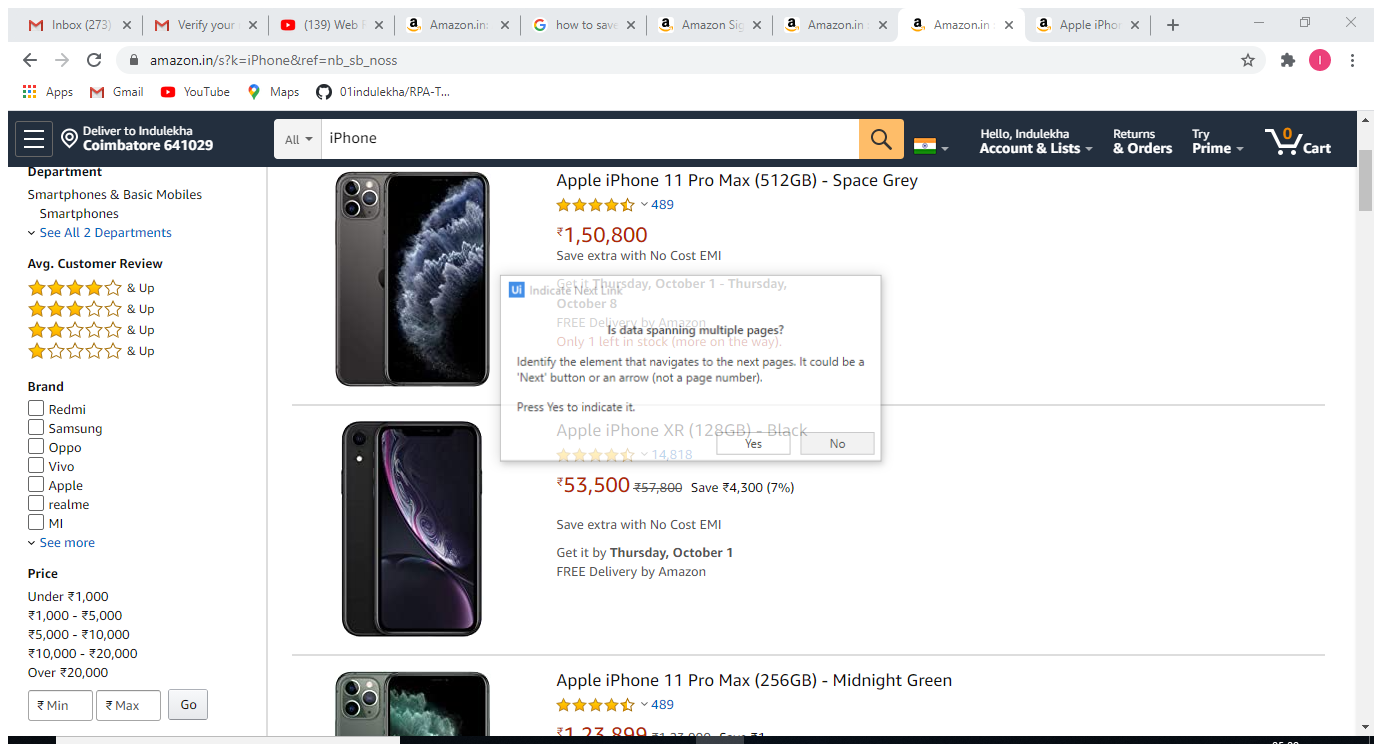 Inbox (273)
Verify your
(139) Web
Amazon.in:
how to save
Amazon Sig
Amazon.in
Amazon.in
Apple iPho
amazon.in/s?k=iPhone&ref=nb_sb_noss
I
Apps
Gmail
YouTube
Maps
01indulekha/RPA-T...
Deliver to Indulekha
Coimbatore 641029
All
iPhone
Hello, Indulekha
Account & Lists
Returns
& Orders
Try
Prime
0
Cart
Department
Smartphones & Basic Mobiles
Smartphones
See All 2 Departments
Avg. Customer Review
& Up
& Up
& Up
& Up
Brand
Redmi
Samsung
Oppo
Vivo
Apple
realme
MI
See more
Price
Under ₹1,000
₹1,000 - ₹5,000
₹5,000 - ₹10,000
₹10,000 - ₹20,000
Over ₹20,000
₹ Min
₹ Max
Go
Apple iPhone 11 Pro Max (512GB) - Space Grey
489
₹1,50,800
Save extra with No Cost EMI
Get it Thursday, October 1 - Thursday,
October 8
FREE Delivery by Amazon
Only 1 left in stock (more on the way).
Ui Indicate Next Link
Is data spanning multiple pages?
Identify the element that navigates to the next pages. It could be a
'Next' button or an arrow (not a page number).
Press Yes to indicate it.
Yes
No
Apple iPhone XR (128GB) - Black
14,818
₹53,500 ₹57,800 Save ₹4,300 (7%)
Save extra with No Cost EMI
Get it by Thursday, October 1
FREE Delivery by Amazon
Apple iPhone 11 Pro Max (256GB) - Midnight Green
489
₹1,23,899